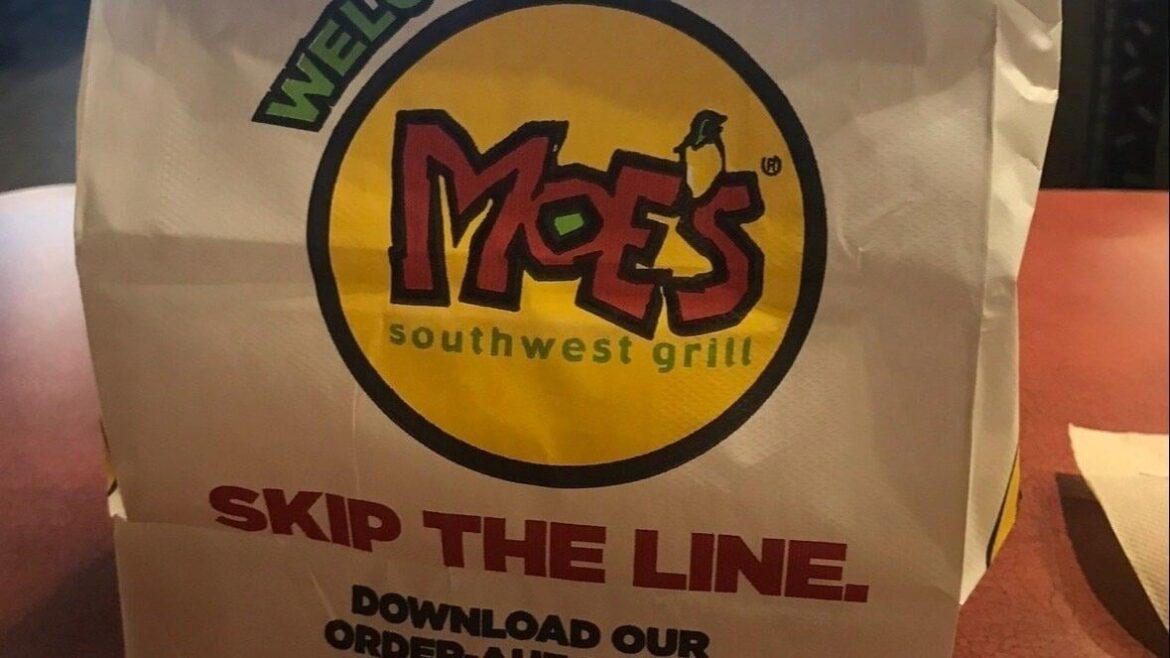 MOE'S®
southwest grill
SKIP THE LINE.
DOWNLOAD OUR